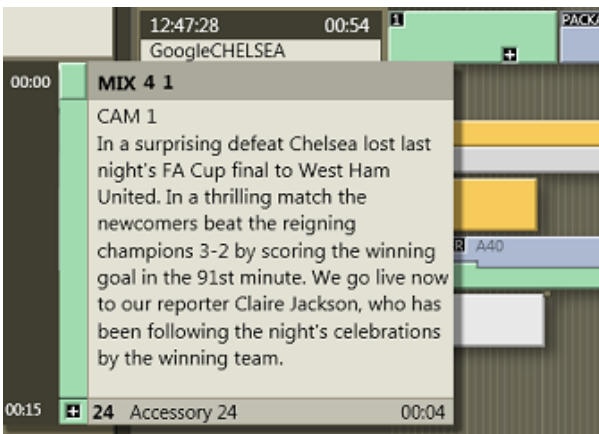 12:47:28 00:54
1
PACKA
GoogleCHELSEA
00:00 MIX 4 1
CAM 1
In a surprising defeat Chelsea lost last
night's FA Cup final to West Ham
United. In a thrilling match the
newcomers beat the reigning
champions 3-2 by scoring the winning
goal in the 91st minute. We go live now
to our reporter Claire Jackson, who has
been following the night's celebrations
by the winning team.
R A40
00:15 + 24 Accessory 24 00:04